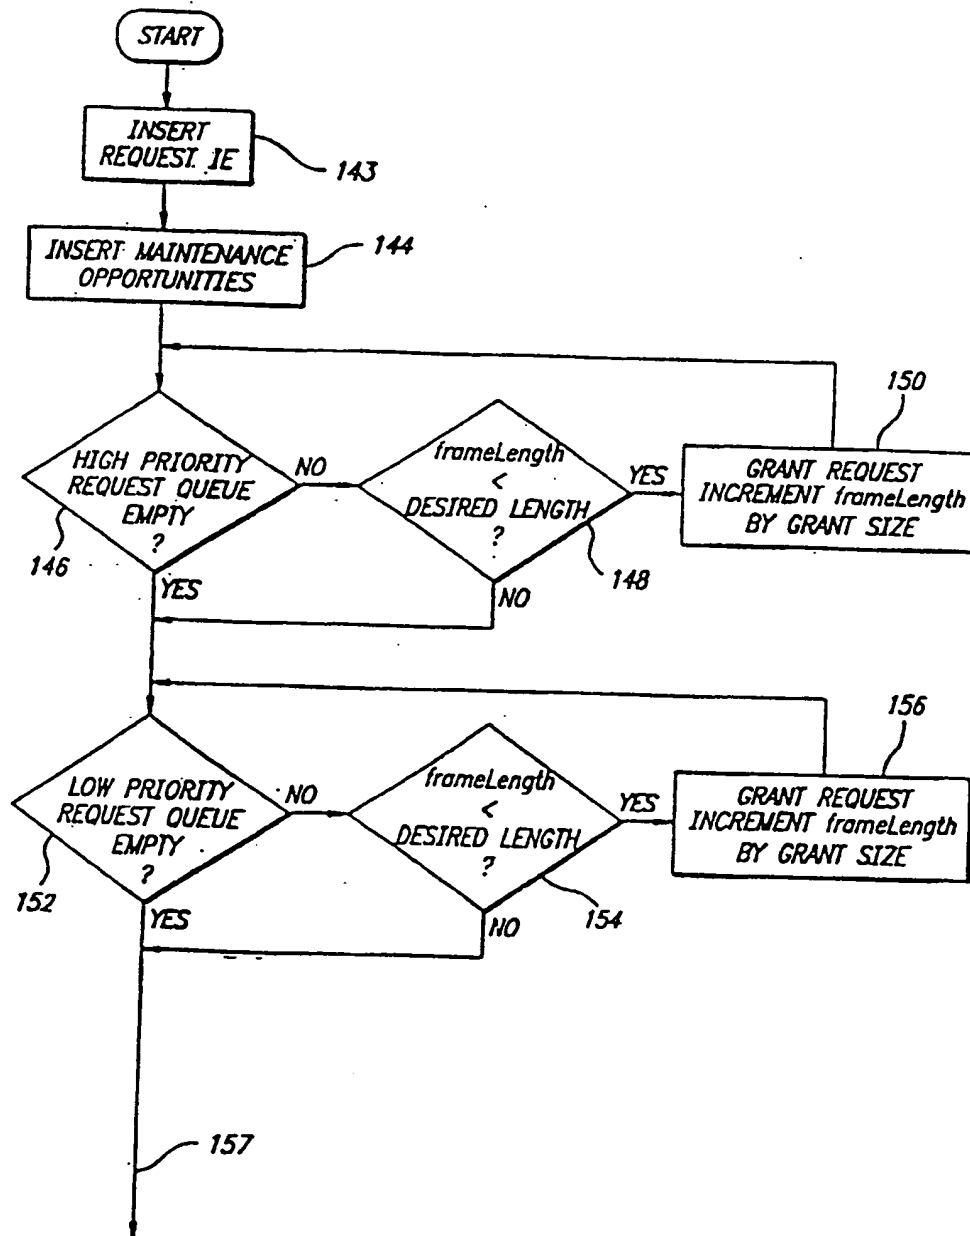 START
INSERT
REQUEST IE
143
INSERT MAINTENANCE
OPPORTUNITIES
144
150
HIGH PRIORITY
REQUEST QUEUE
EMPTY
?
NO
frameLength
<
DESIRED LENGTH
?
YES
GRANT REQUEST
INCREMENT frameLength
BY GRANT SIZE
146
YES
NO
148
156
LOW PRIORITY
REQUEST QUEUE
EMPTY
?
NO
frameLength
<
DESIRED LENGTH
?
YES
GRANT REQUEST
INCREMENT frameLength
BY GRANT SIZE
152
YES
NO
154
157